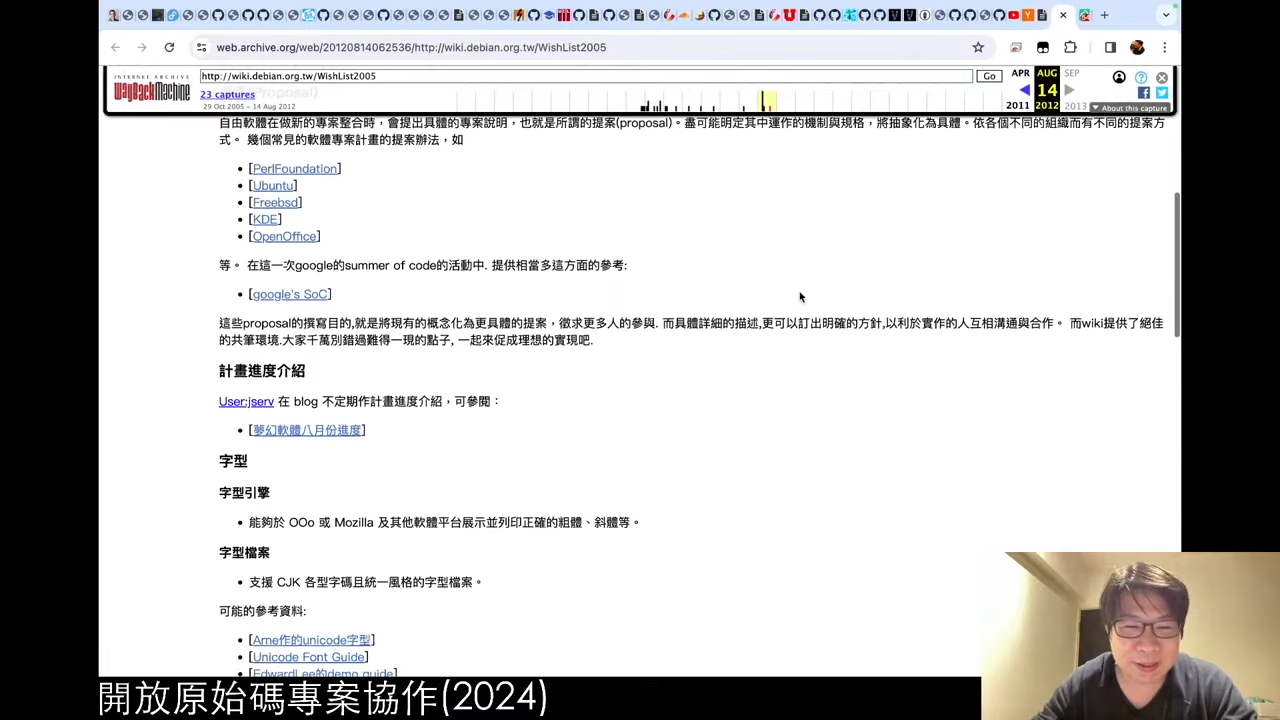 web.archive.org/web/20120814062536/http://wiki.debian.org.tw/WishList2005
INTERNET ARCHIVE
WayBackMachine
http://wiki.debian.org.tw/WishList2005
Go
APR
AUG
SEP
23 captures
14
29 Oct 2005 – 14 Aug 2012
2011
2012
2013
About this capture
自由軟體在做新的專案整合時，會提出具體的專案說明，也就是所謂的提案(proposal)。盡可能明定其中運作的機制與規格，將抽象化為具體。依各個不同的組織而有不同的提案方
式。 幾個常見的軟體專案計畫的提案辦法，如
[PerlFoundation]
[Ubuntu]
[Freebsd]
[KDE]
[OpenOffice]
等。 在這一次google的summer of code的活動中. 提供相當多這方面的參考:
[google's SoC]
這些proposal的撰寫目的,就是將現有的概念化為更具體的提案，徵求更多人的參與. 而具體詳細的描述,更可以訂出明確的方針,以利於實作的人互相溝通與合作。 而wiki提供了絕佳
的共筆環境.大家千萬別錯過難得一現的點子, 一起來促成理想的實現吧.
計畫進度介紹
User:jserv 在 blog 不定期作計畫進度介紹，可參閱：
[夢幻軟體八月份進度]
字型
字型引擎
能夠於 OOo 或 Mozilla 及其他軟體平台展示並列印正確的粗體、斜體等。
字型檔案
支援 CJK 各型字碼且統一風格的字型檔案。
可能的參考資料:
[Arne作的unicode字型]
[Unicode Font Guide]
[EdwardLee的demo guide]
開放原始碼專案協作(2024)